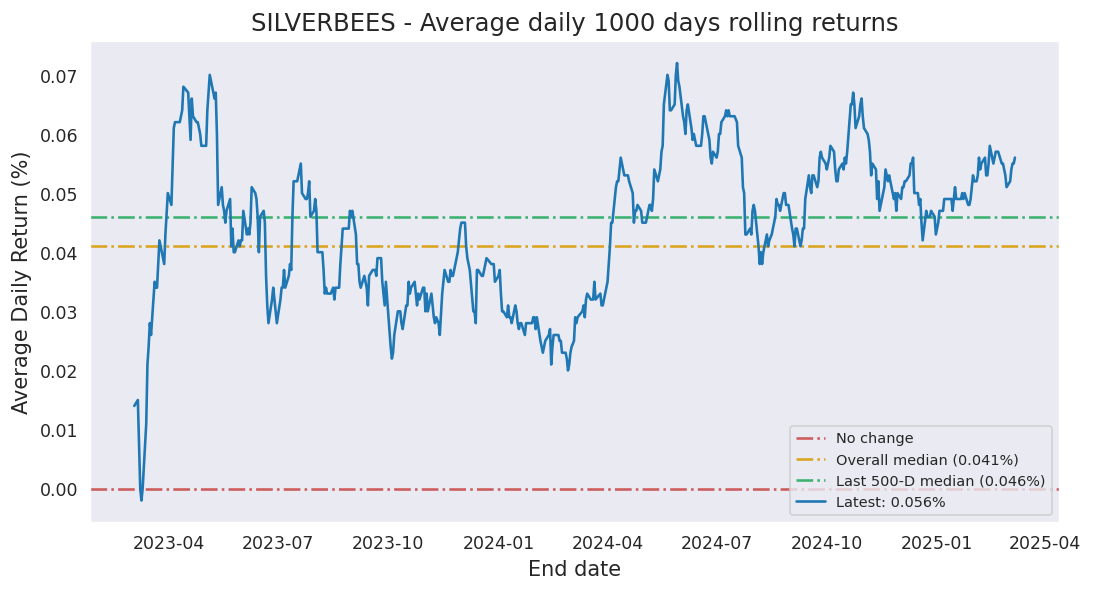 SILVERBEES - Average daily 1000 days rolling returns
Average Daily Return (%)
0.07
0.06
0.05
0.04
0.03
0.02
0.01
0.00
No change
Overall median (0.041%)
Last 500-D median (0.046%)
Latest: 0.056%
2023-04 2023-07 2023-10 2024-01 2024-04 2024-07 2024-10 2025-01 2025-04
End date